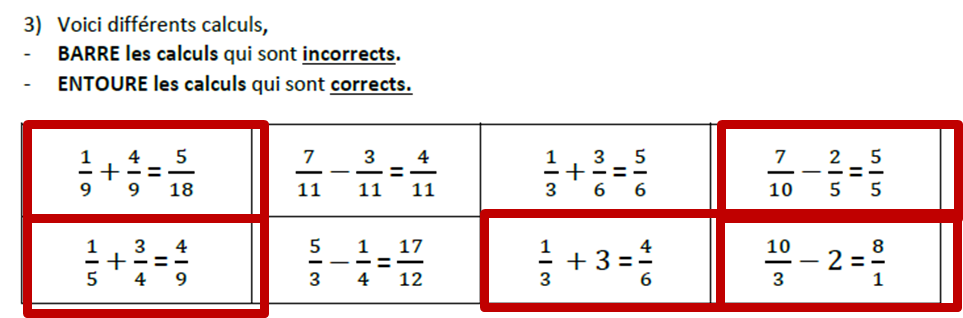 3) Voici différents calculs,
- BARRE les calculs qui sont incorrects.
- ENTOURE les calculs qui sont corrects.
1/9 + 4/9 = 5/18
7/11 − 3/11 = 4/11
1/3 + 3/6 = 5/6
7/10 − 2/5 = 5/5
1/5 + 3/4 = 4/9
5/3 − 1/4 = 17/12
1/3 + 3 = 4/6
10/3 − 2 = 8/1